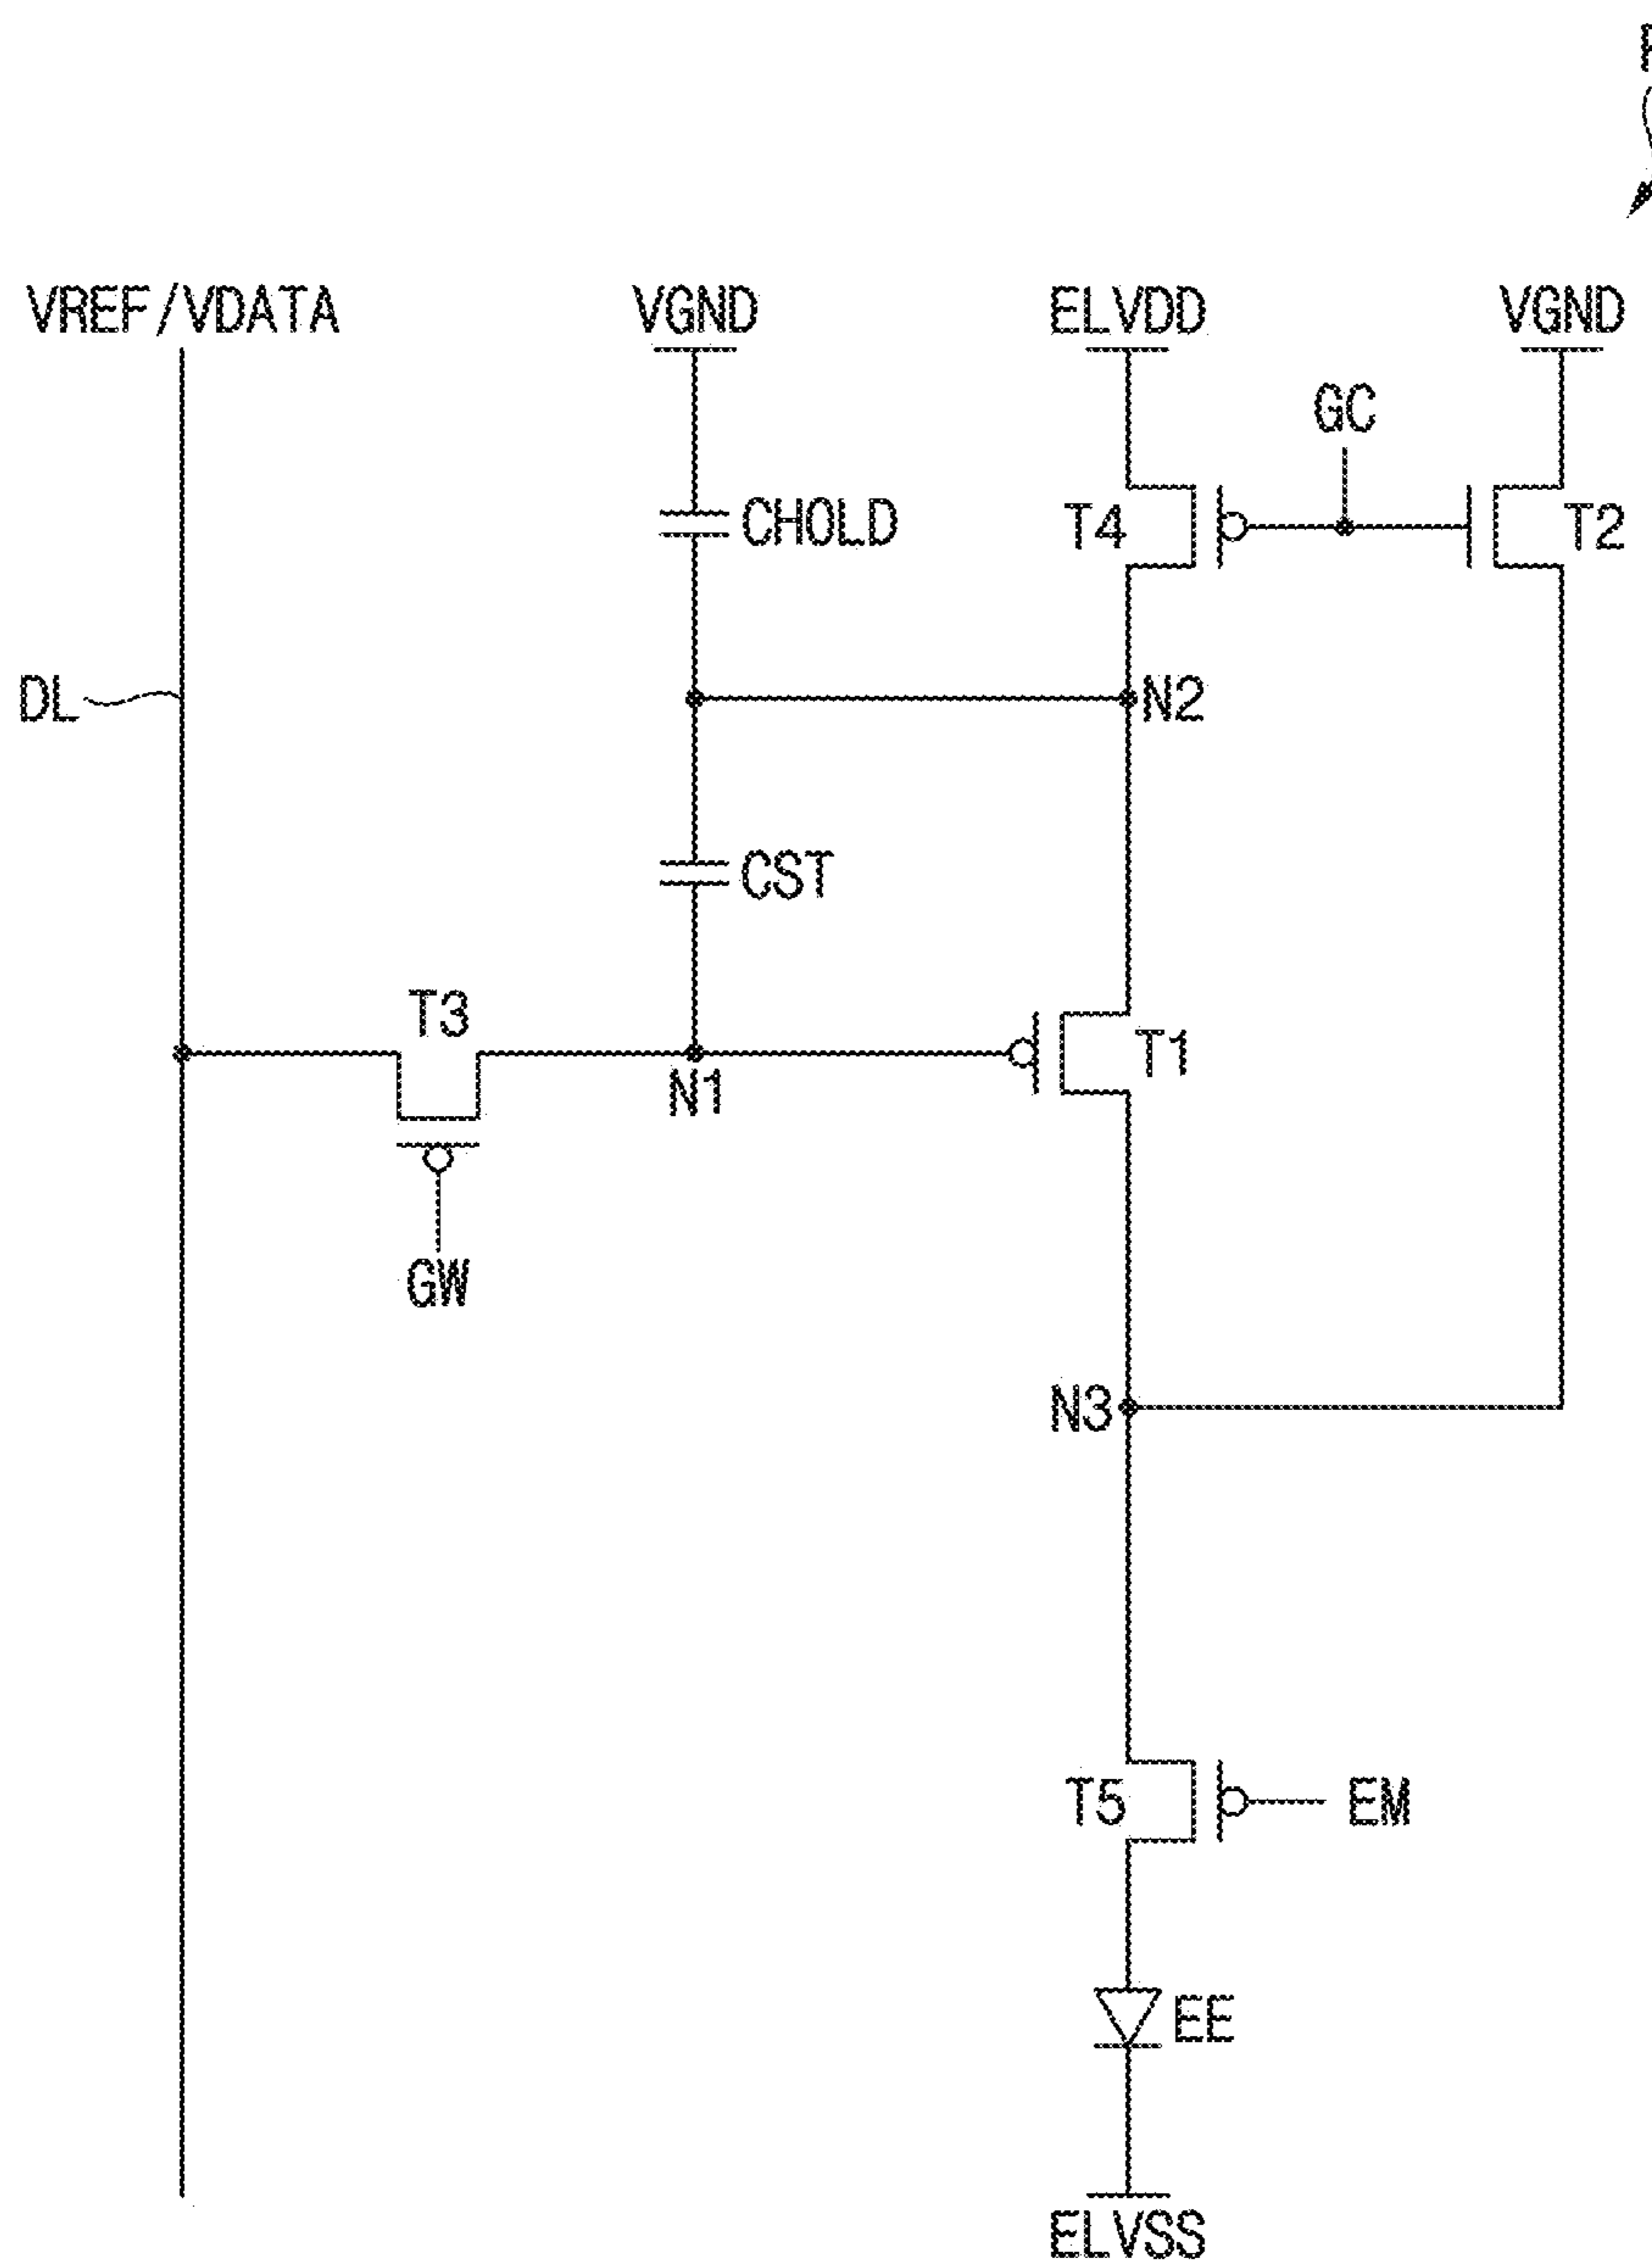 VREF/VDATA
VGND
ELVDD
VGND
GC
CHOLD
T4
T2
DL
N2
CST
T3
T1
N1
GW
N3
T5
EM
EE
ELVSS